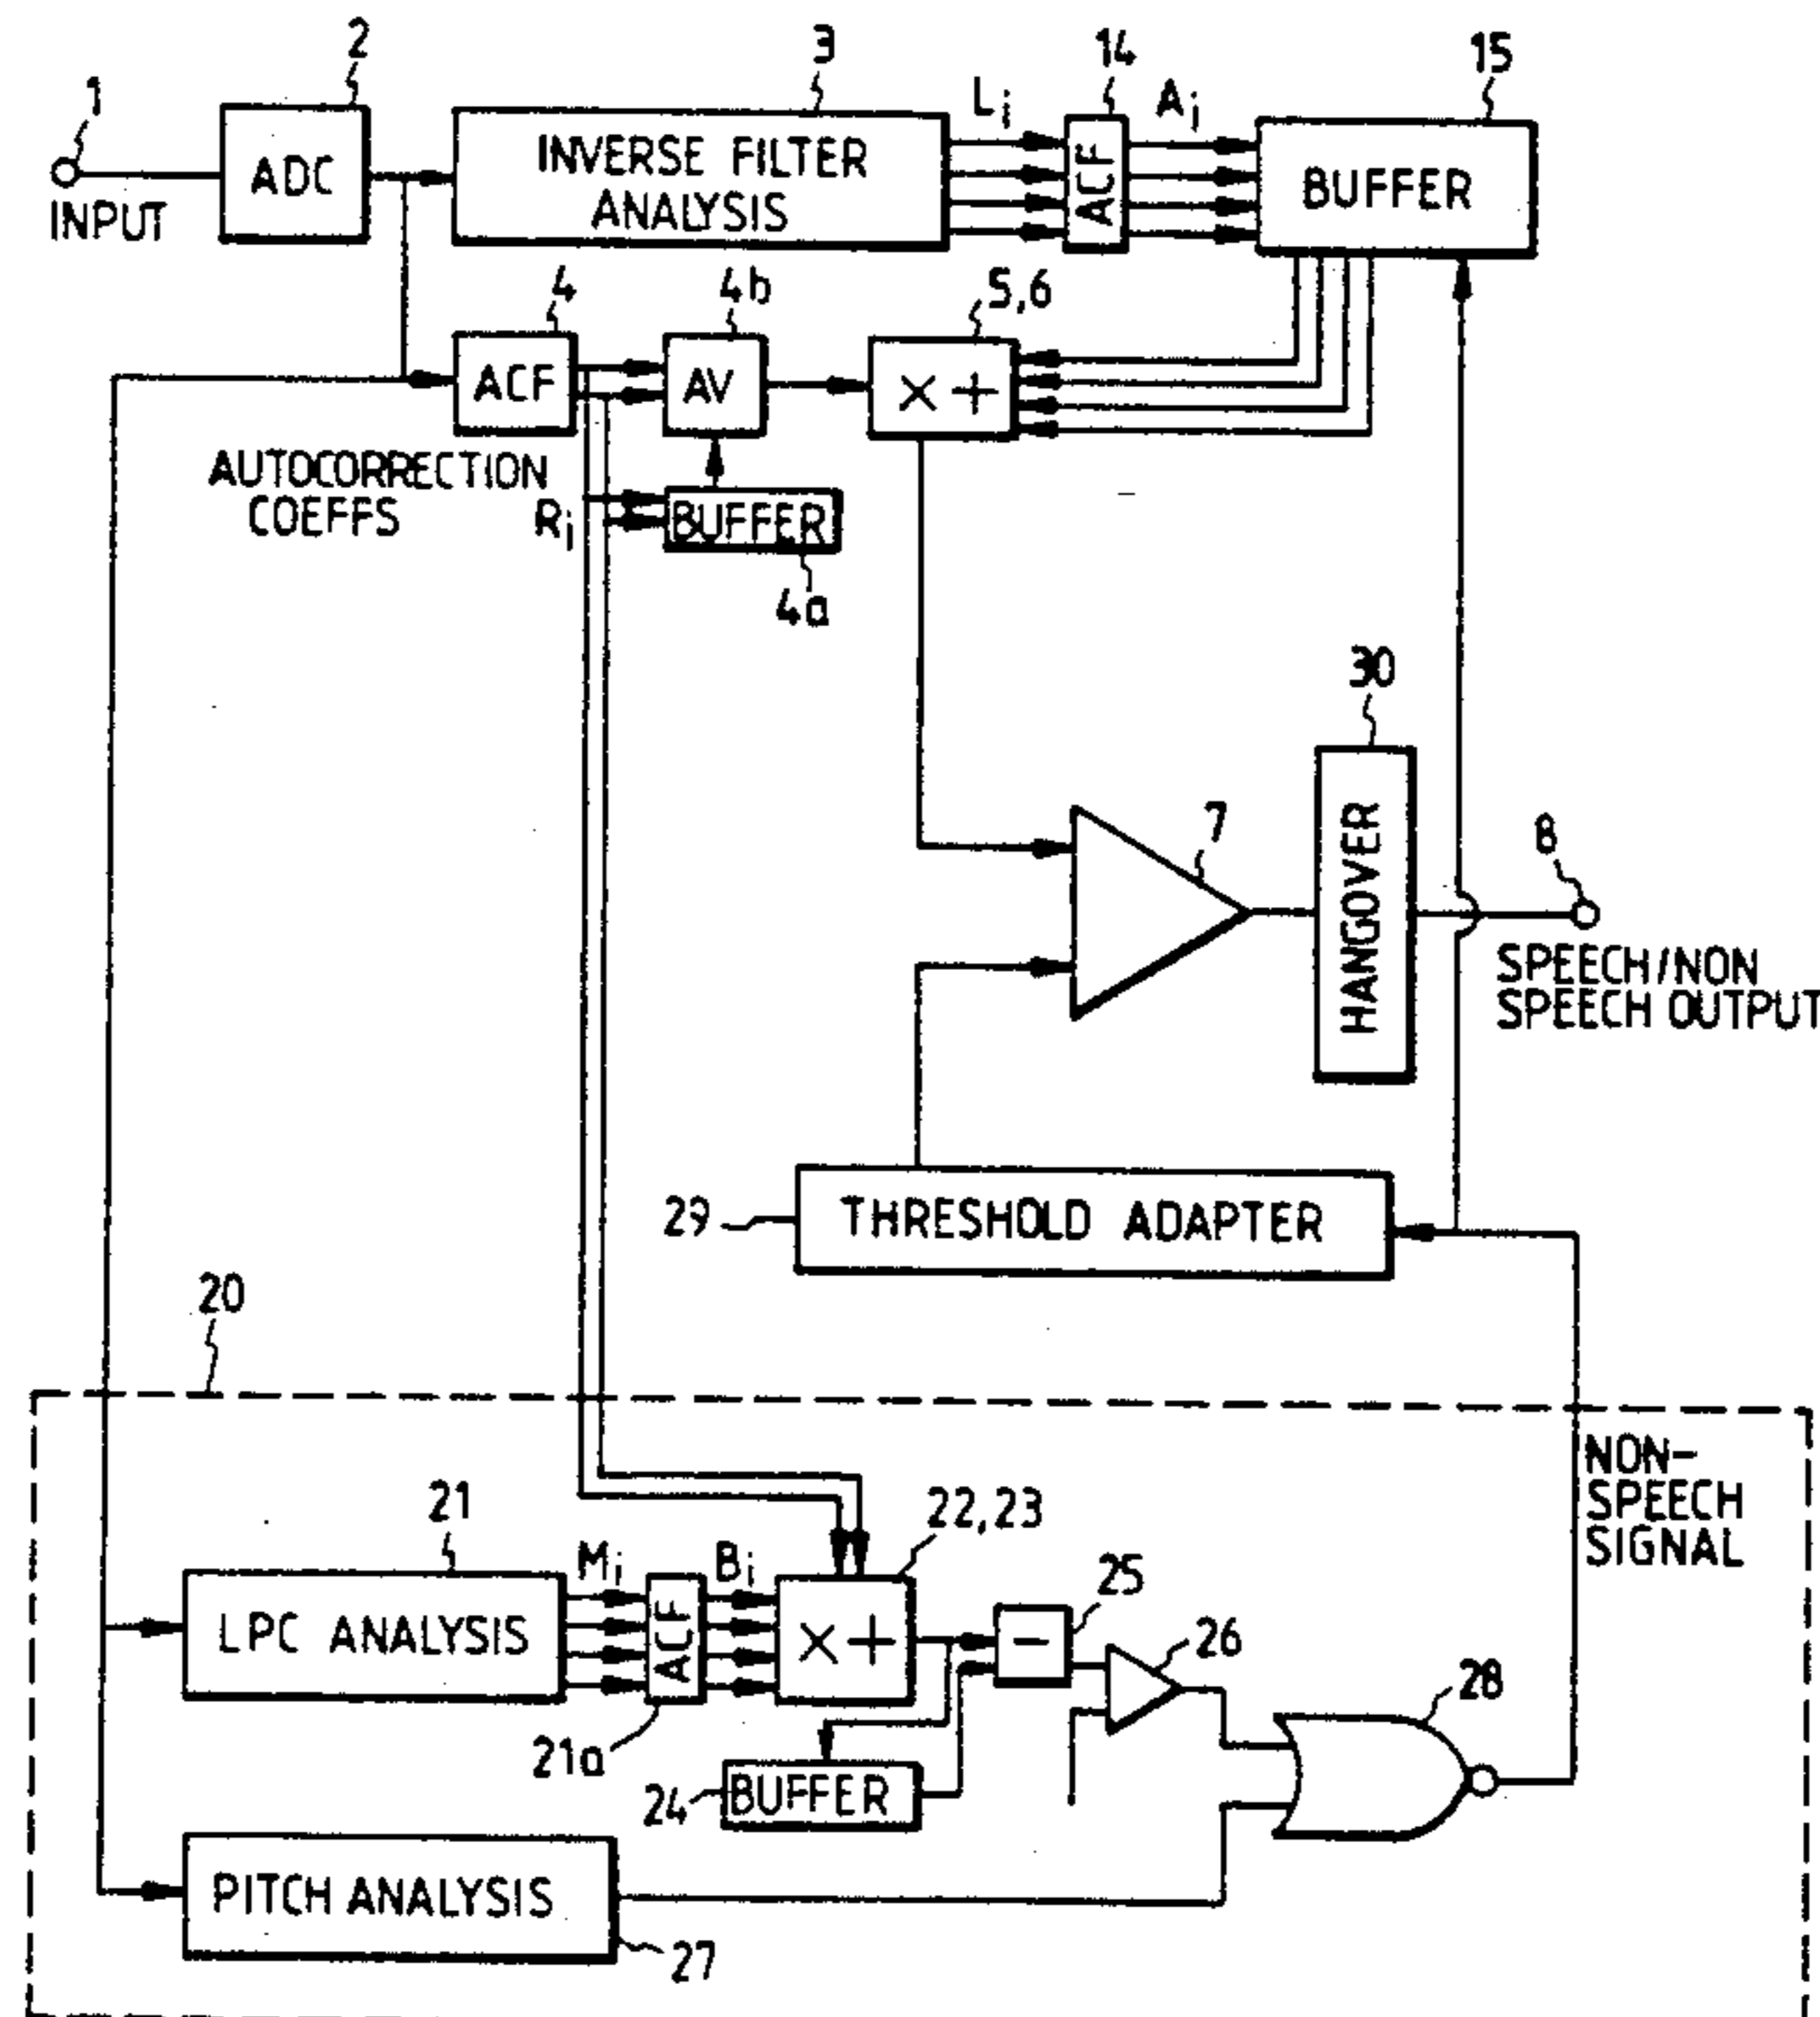 1
2
3
14
15
INPUT
ADC
INVERSE FILTER
ANALYSIS
Li
ACF
Ai
BUFFER
4
4b
5,6
ACF
AV
×+
AUTOCORRECTION
COEFFS
Ri
BUFFER
4a
30
7
HANGOVER
8
SPEECH/NON
SPEECH OUTPUT
29
THRESHOLD ADAPTER
20
NON-
SPEECH
SIGNAL
21
22,23
LPC ANALYSIS
Mi
ACF
Bi
×+
25
−
26
28
21a
24
BUFFER
PITCH ANALYSIS
27